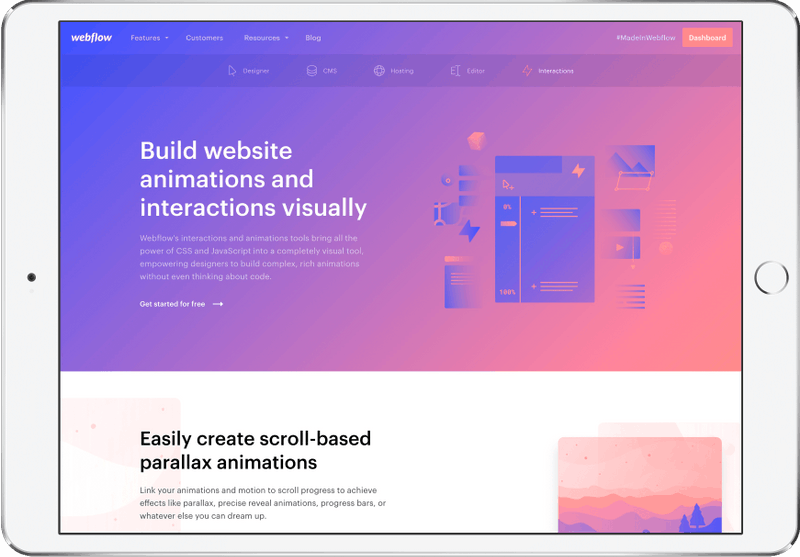 webflow Features Customers Resources Blog #MadeInWebflow Dashboard
Designer CMS Hosting Editor Interactions
Build website
animations and
interactions visually
Webflow's interactions and animations tools bring all the
power of CSS and JavaScript into a completely visual tool,
empowering designers to build complex, rich animations
without even thinking about code.
Get started for free
0%
100%
Easily create scroll-based
parallax animations
Link your animations and motion to scroll progress to achieve
effects like parallax, precise reveal animations, progress bars, or
whatever else you can dream up.